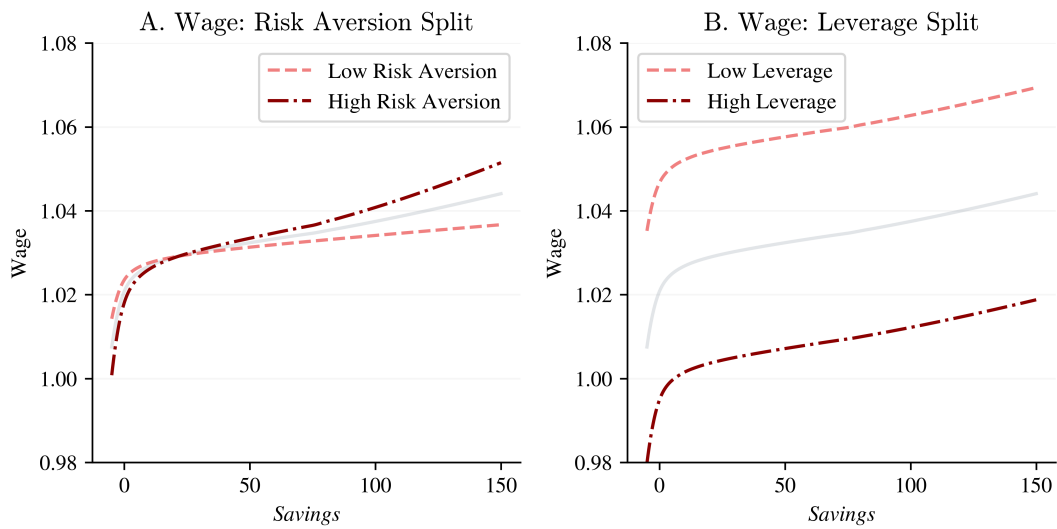 A. Wage: Risk Aversion Split
1.08
1.06
1.04
1.02
1.00
0.98
Wage
Low Risk Aversion
High Risk Aversion
0 50 100 150
Savings
B. Wage: Leverage Split
1.08
1.06
1.04
1.02
1.00
0.98
Wage
Low Leverage
High Leverage
0 50 100 150
Savings